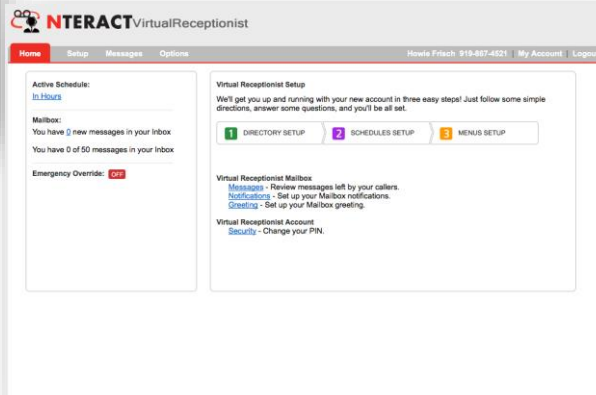 NTERACTVirtualReceptionist
Home Setup Messages Options Howie Frisch 919-867-4521 | My Account | Logou
Active Schedule:
In Hours
Mailbox:
You have 0 new messages in your Inbox
You have 0 of 50 messages in your Inbox
Emergency Override: OFF
Virtual Receptionist Setup
We'll get you up and running with your new account in three easy steps! Just follow some simple
directions, answer some questions, and you'll be all set.
1 DIRECTORY SETUP 2 SCHEDULES SETUP 3 MENUS SETUP
Virtual Receptionist Mailbox
Messages - Review messages left by your callers.
Notifications - Set up your Mailbox notifications.
Greeting - Set up your Mailbox greeting.
Virtual Receptionist Account
Security - Change your PIN.